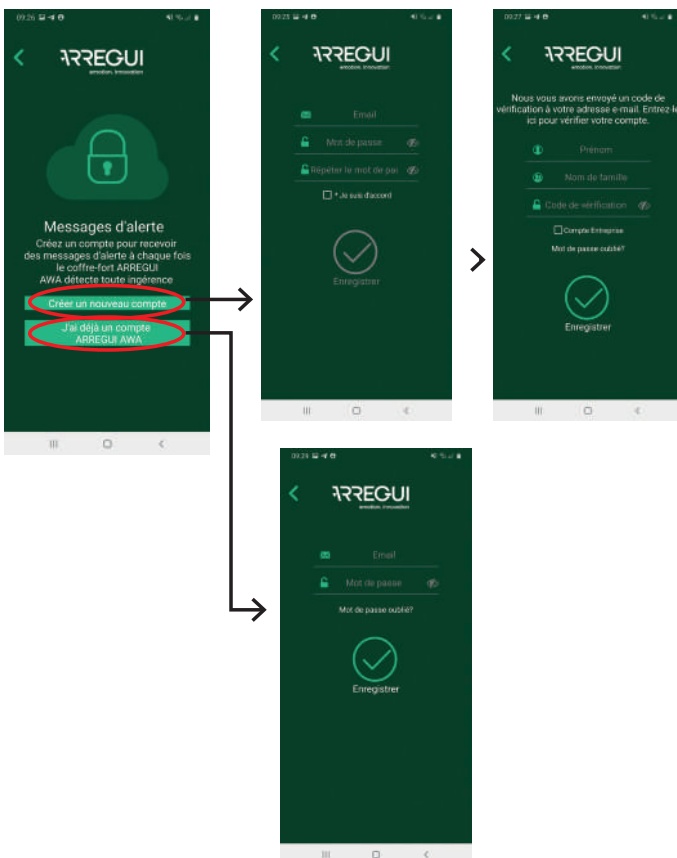 09:26
ARREGUI
emotion, innovation
Messages d'alerte
Créez un compte pour recevoir
des messages d'alerte à chaque fois
le coffre-fort ARREGUI
AWA détecte toute ingérence
Créer un nouveau compte
J'ai déjà un compte
ARREGUI AWA
ARREGUI
emotion, innovation
Email
Mot de passe
Répéter le mot de pas
* Je suis d'accord
Enregistrer
ARREGUI
emotion, innovation
Nous vous avons envoyé un code de
vérification à votre adresse e-mail. Entrez-le
ici pour vérifier votre compte.
Prénom
Nom de famille
Code de vérification
Compte Entreprise
Mot de passe oublié?
Enregistrer
09:29
ARREGUI
emotion, innovation
Email
Mot de passe
Mot de passe oublié?
Enregistrer